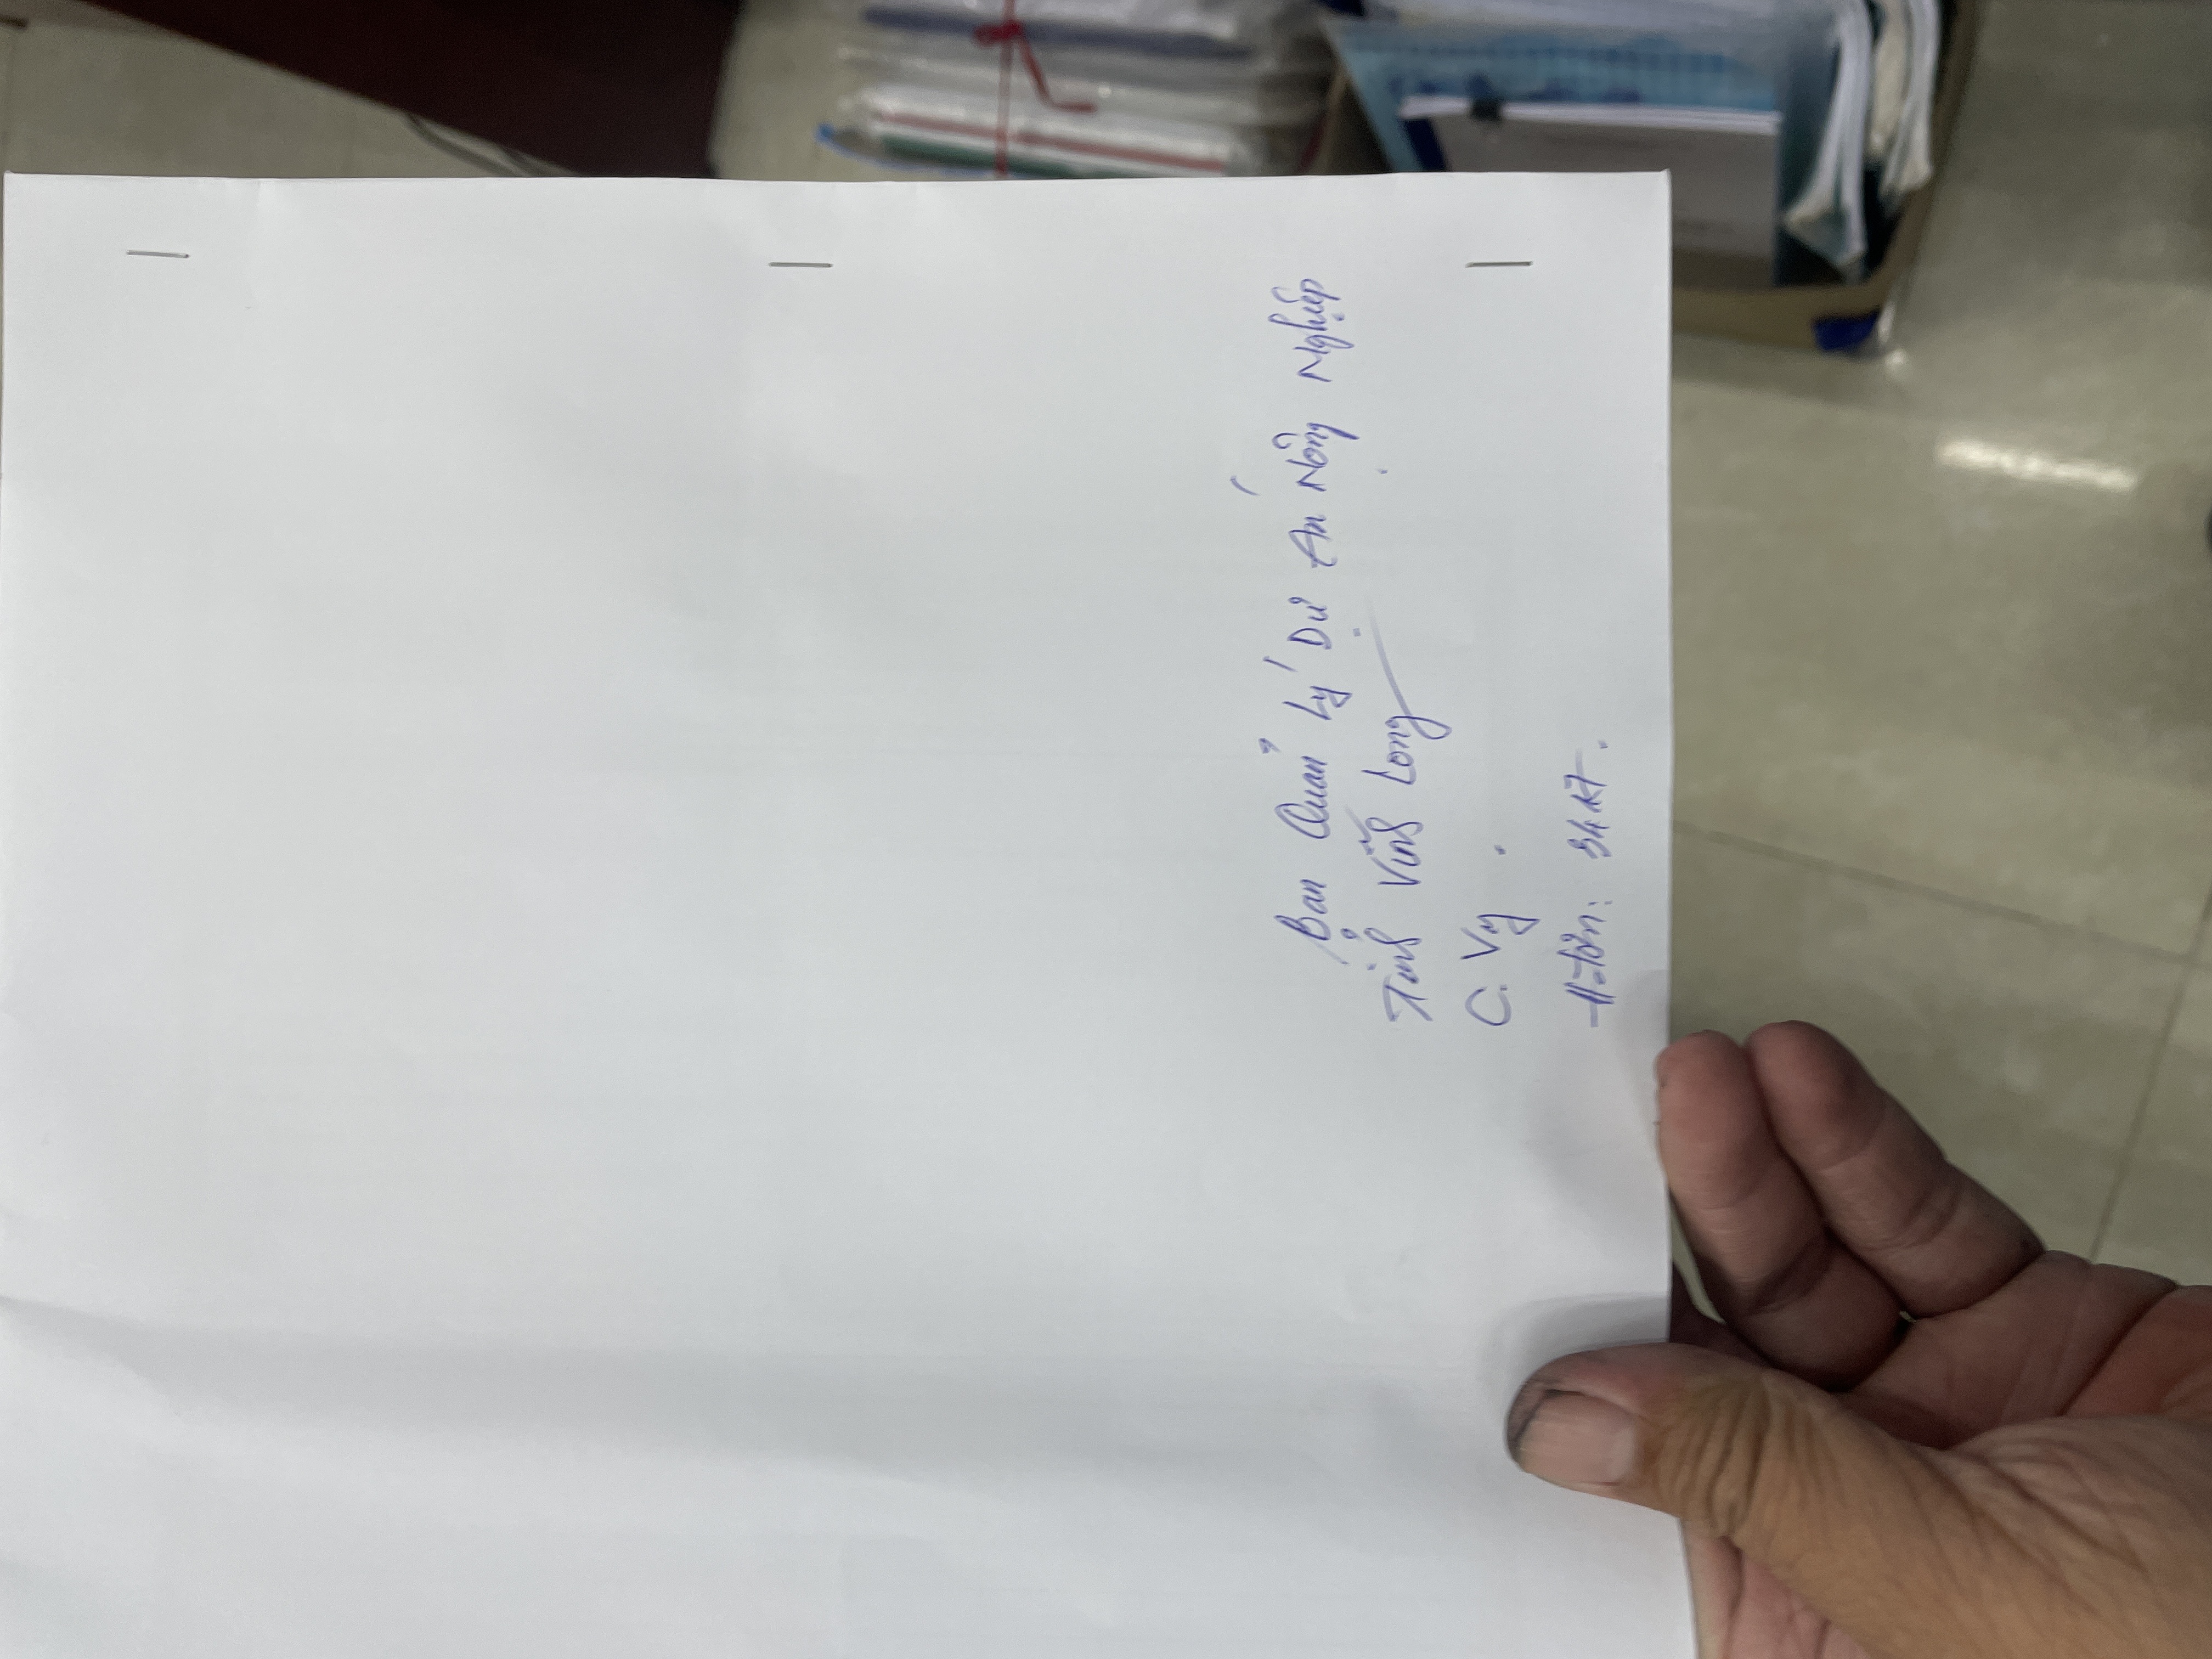 Ban Quản Lý Dự Án Nông Nghiệp
Tỉnh Vĩnh Long
C. Vy.